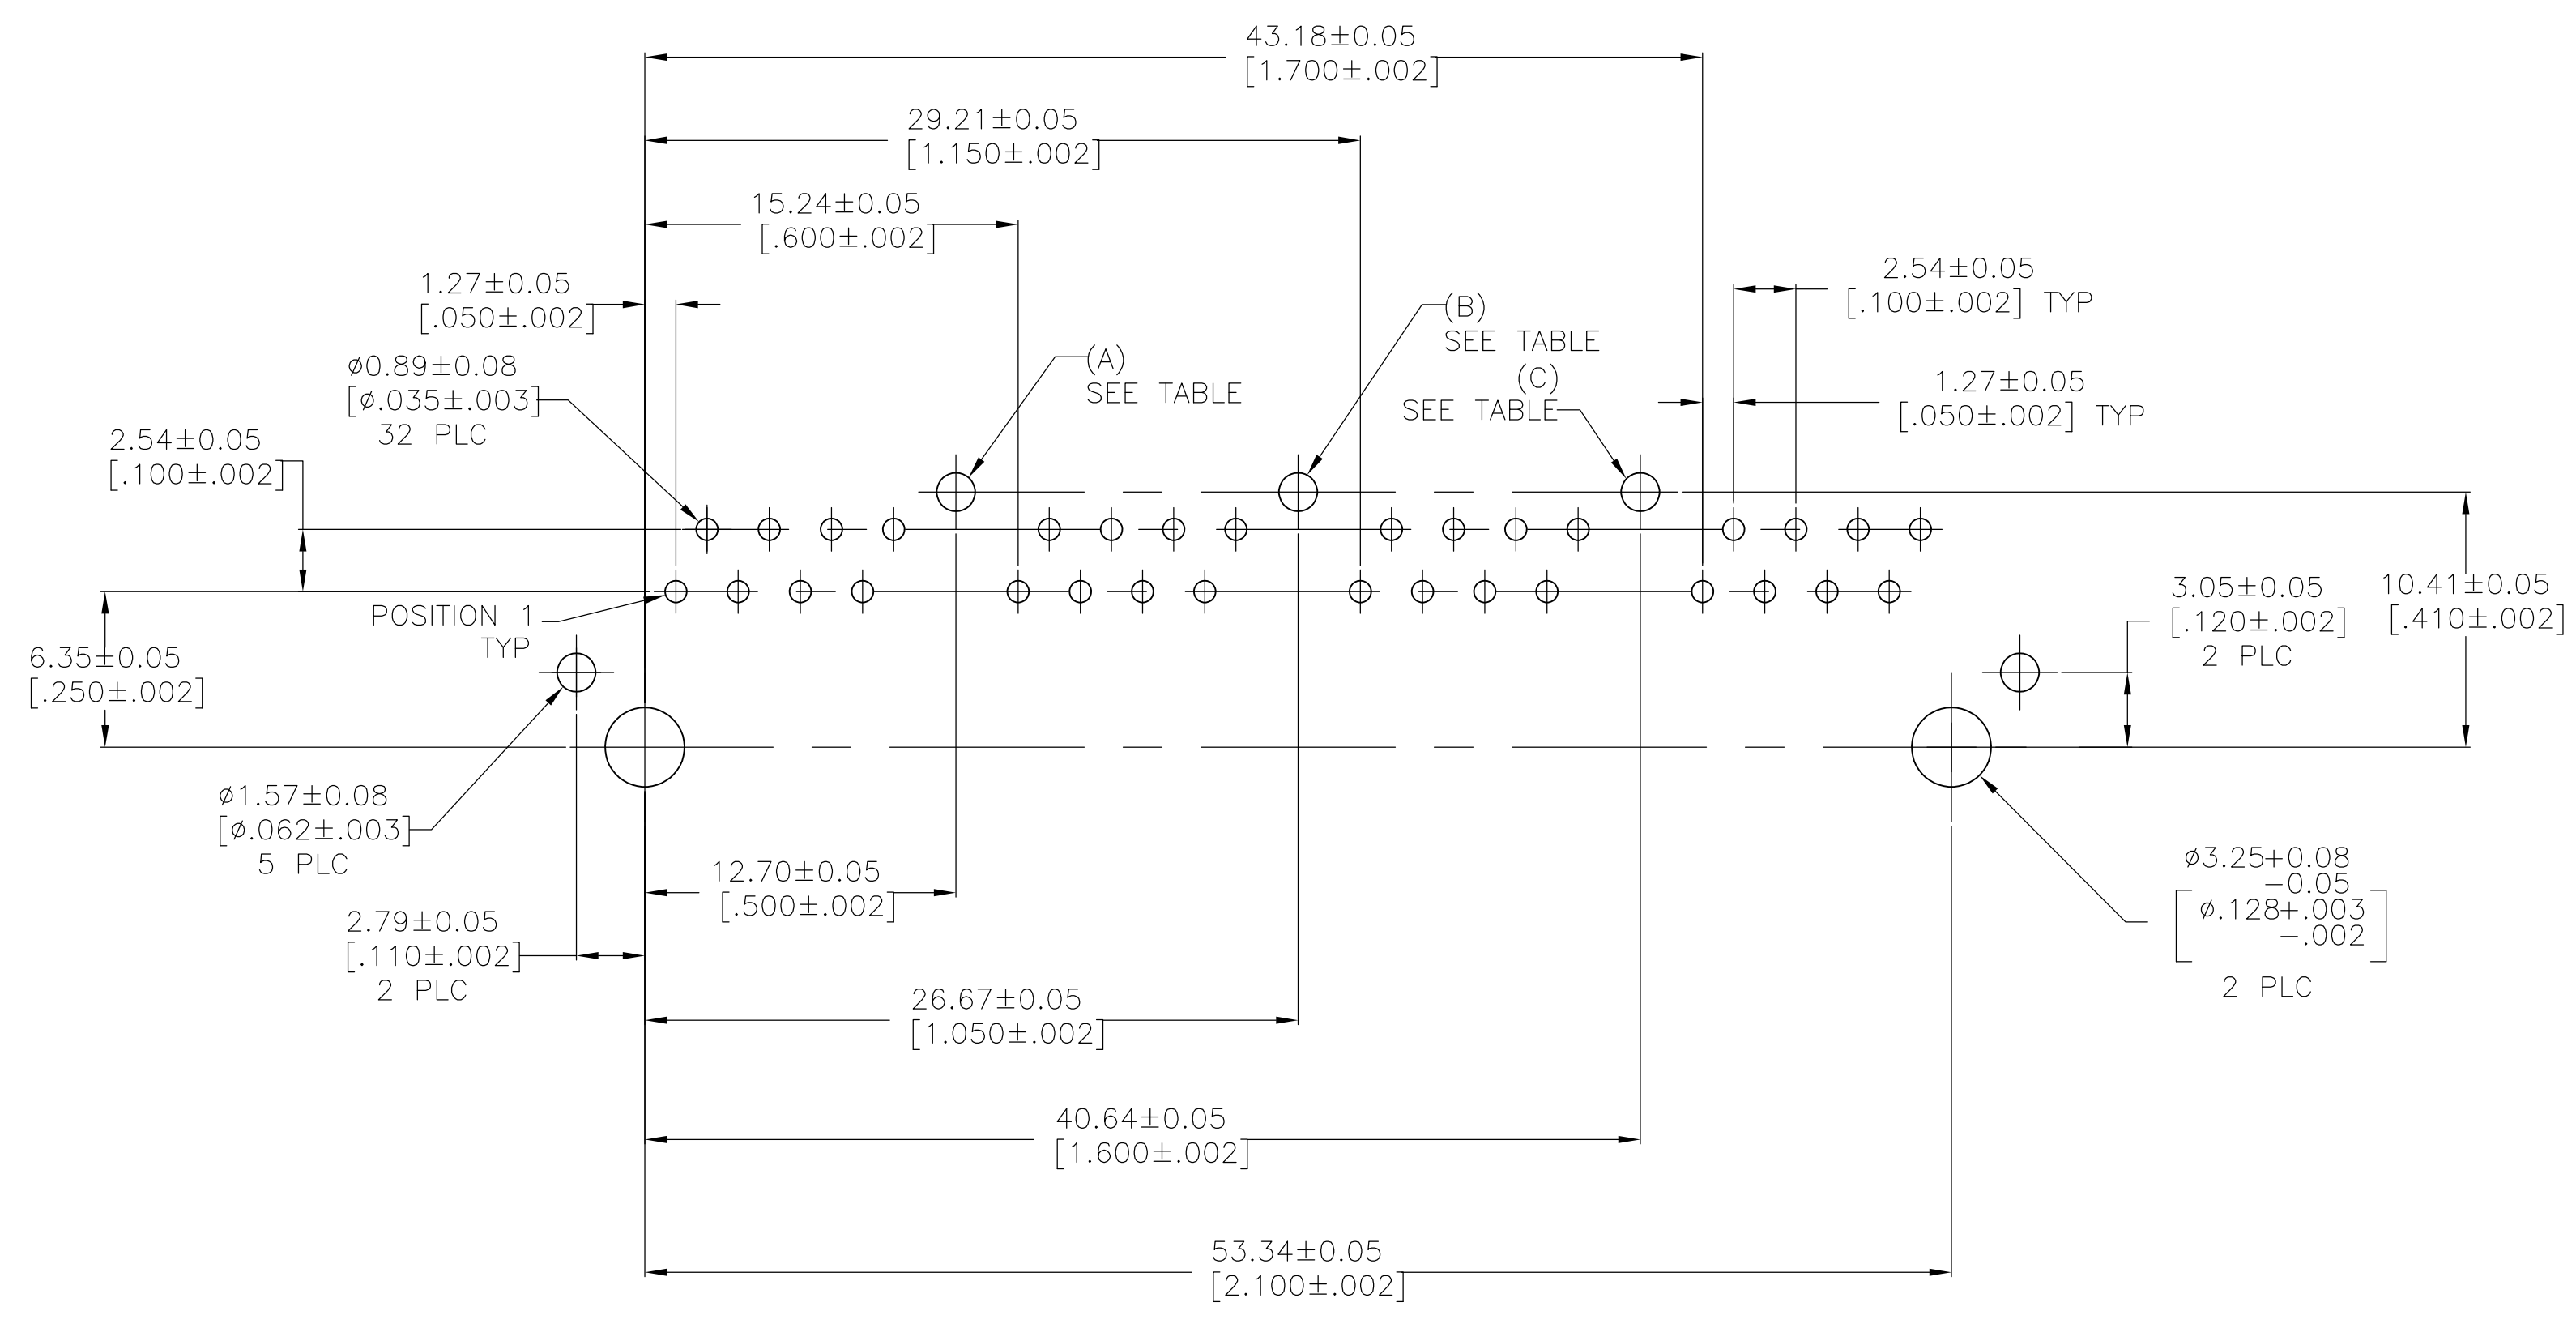 43.18±0.05
[1.700±.002]
29.21±0.05
[1.150±.002]
15.24±0.05
[.600±.002]
1.27±0.05
[.050±.002]
2.54±0.05
[.100±.002] TYP
(A)
SEE TABLE
(B)
SEE TABLE
(C)
SEE TABLE
1.27±0.05
[.050±.002] TYP
ø0.89±0.08
[ø.035±.003]
32 PLC
2.54±0.05
[.100±.002]
POSITION 1
TYP
6.35±0.05
[.250±.002]
3.05±0.05
[.120±.002]
2 PLC
10.41±0.05
[.410±.002]
ø1.57±0.08
[ø.062±.003]
5 PLC
12.70±0.05
[.500±.002]
2.79±0.05
[.110±.002]
2 PLC
ø3.25+0.08
-0.05
[ø.128+.003
-.002]
2 PLC
26.67±0.05
[1.050±.002]
40.64±0.05
[1.600±.002]
53.34±0.05
[2.100±.002]